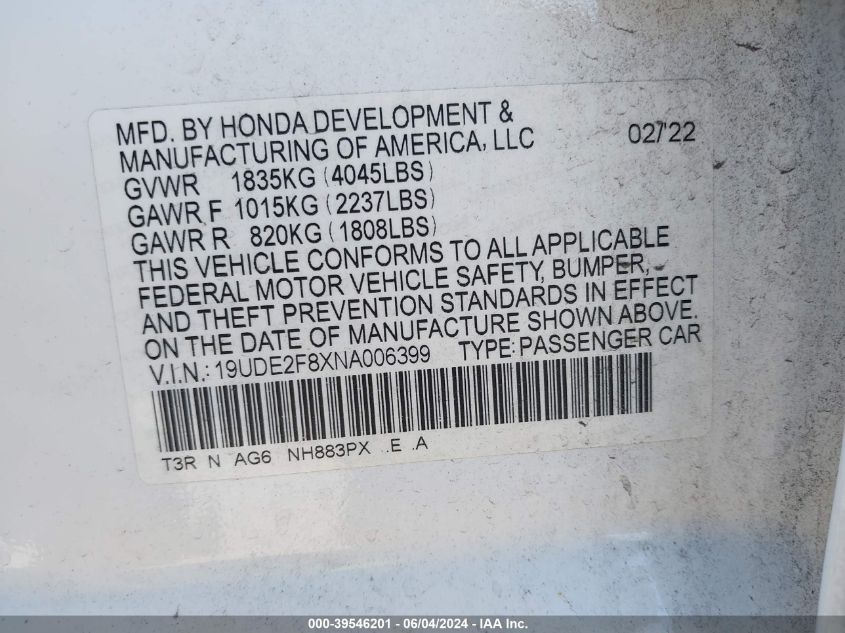 MFD. BY HONDA DEVELOPMENT &
MANUFACTURING OF AMERICA, LLC 02/'22
GVWR 1835KG (4045LBS)
GAWR F 1015KG (2237LBS)
GAWR R 820KG (1808LBS)
THIS VEHICLE CONFORMS TO ALL APPLICABLE
FEDERAL MOTOR VEHICLE SAFETY, BUMPER,
AND THEFT PREVENTION STANDARDS IN EFFECT
ON THE DATE OF MANUFACTURE SHOWN ABOVE.
V.I.N.: 19UDE2F8XNA006399 TYPE: PASSENGER CAR
T3R N AG6 NH883PX ..E .A
000-39546201 - 06/04/2024 - IAA Inc.